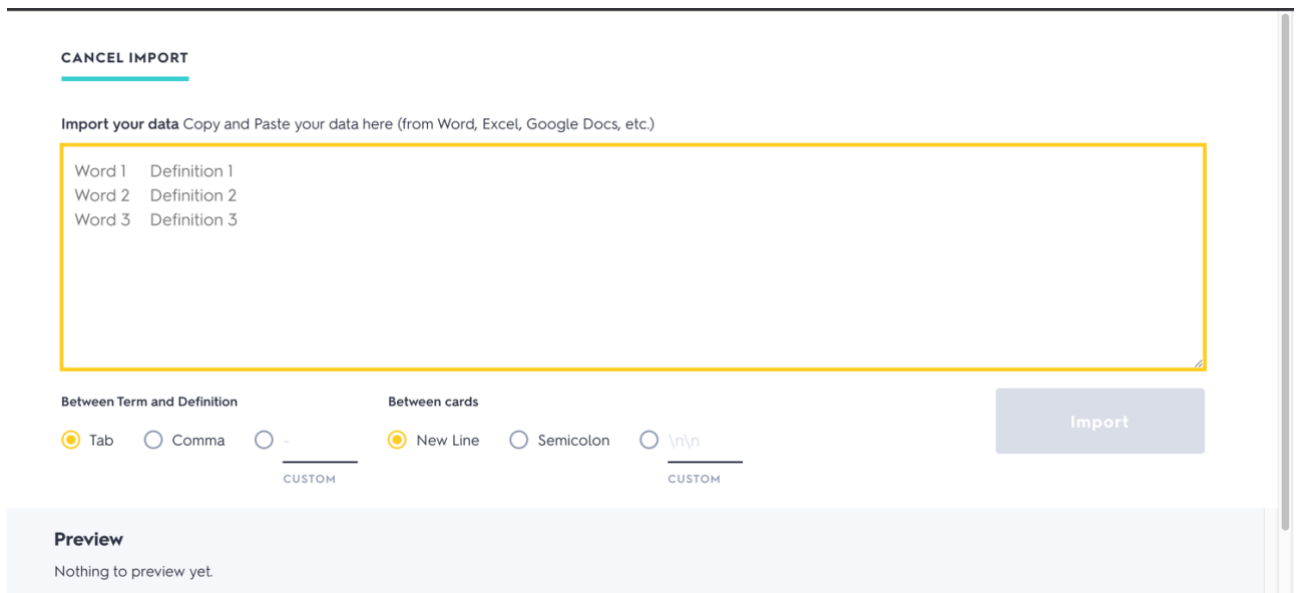 CANCEL IMPORT
Import your data Copy and Paste your data here (from Word, Excel, Google Docs, etc.)
Word 1 Definition 1
Word 2 Definition 2
Word 3 Definition 3
Between Term and Definition Between cards
Tab Comma - New Line Semicolon \n\n Import
CUSTOM CUSTOM
Preview
Nothing to preview yet.